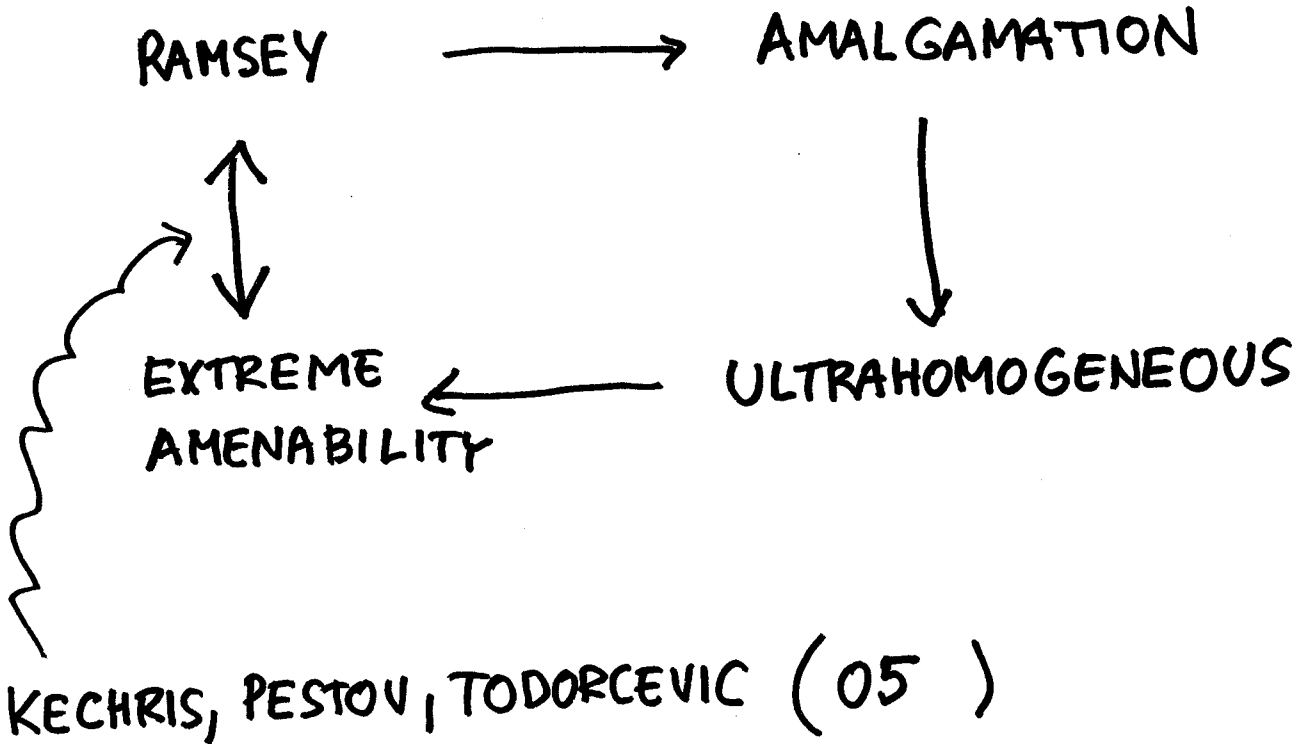 RAMSEY
AMALGAMATION
EXTREME
AMENABILITY
ULTRAHOMOGENEOUS
KECHRIS, PESTOV, TODORCEVIC (05 )